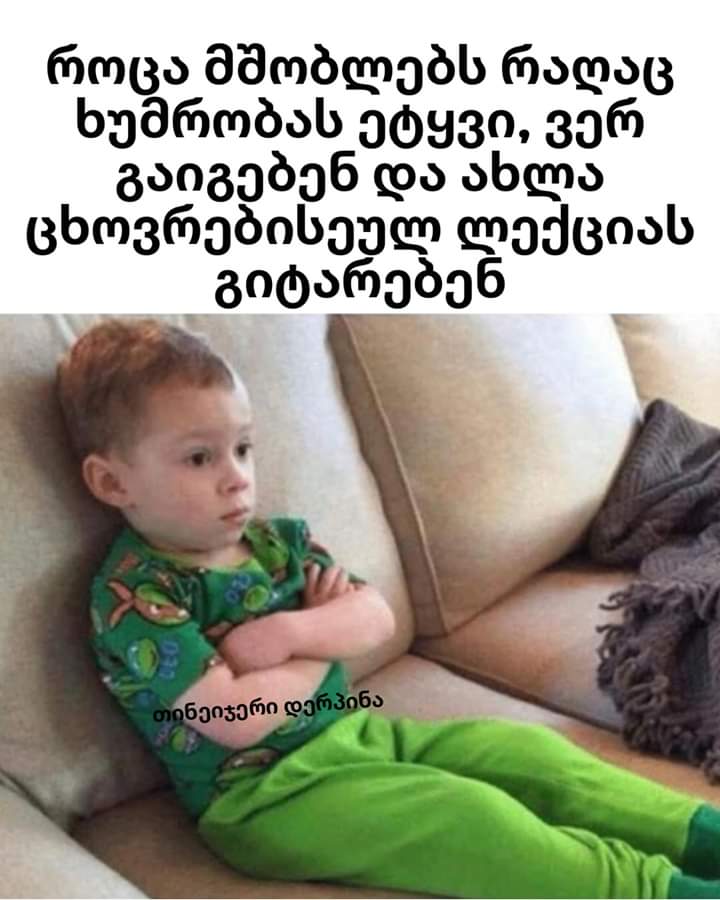 როცა მშობლებს რაღაც
ხუმრობას ეტყვი, ვერ
გაიგებენ და ახლა
ცხოვრებისეულ ლექციას
გიტარებენ
თინეიჯერი დერპინა